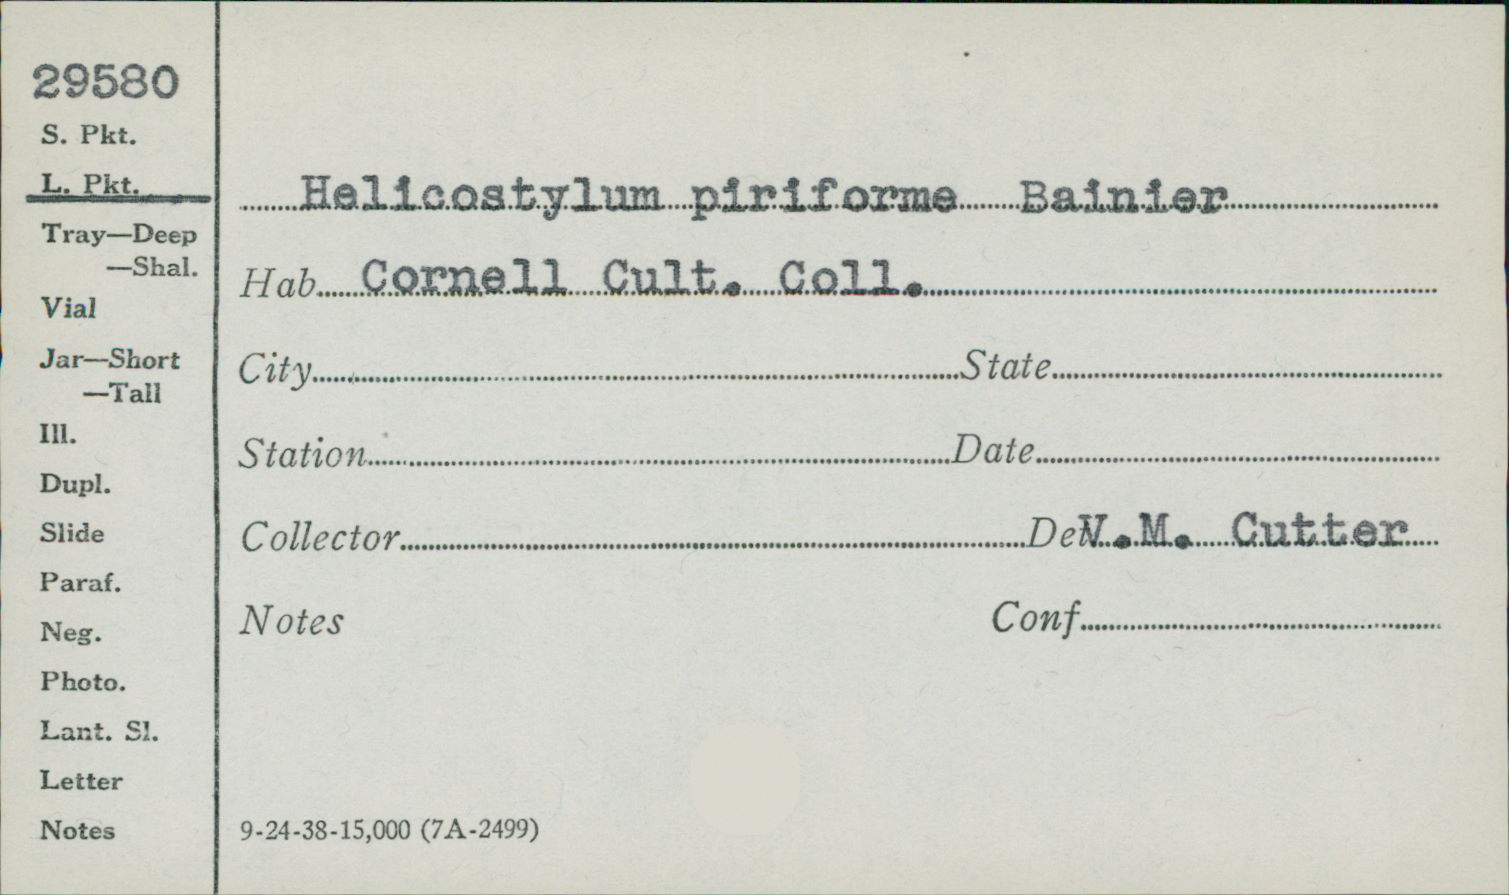 29580
S. Pkt.
L. Pkt.
Tray—Deep
—Shal.
Vial
Jar—Short
—Tall
Ill.
Dupl.
Slide
Paraf.
Neg.
Photo.
Lant. Sl.
Letter
Notes
Helicostylum piriforme Bainier
Hab. Cornell Cult. Coll.
City State
Station Date
Collector Det V.M. Cutter
Notes Conf.
9-24-38-15,000 (7A-2499)